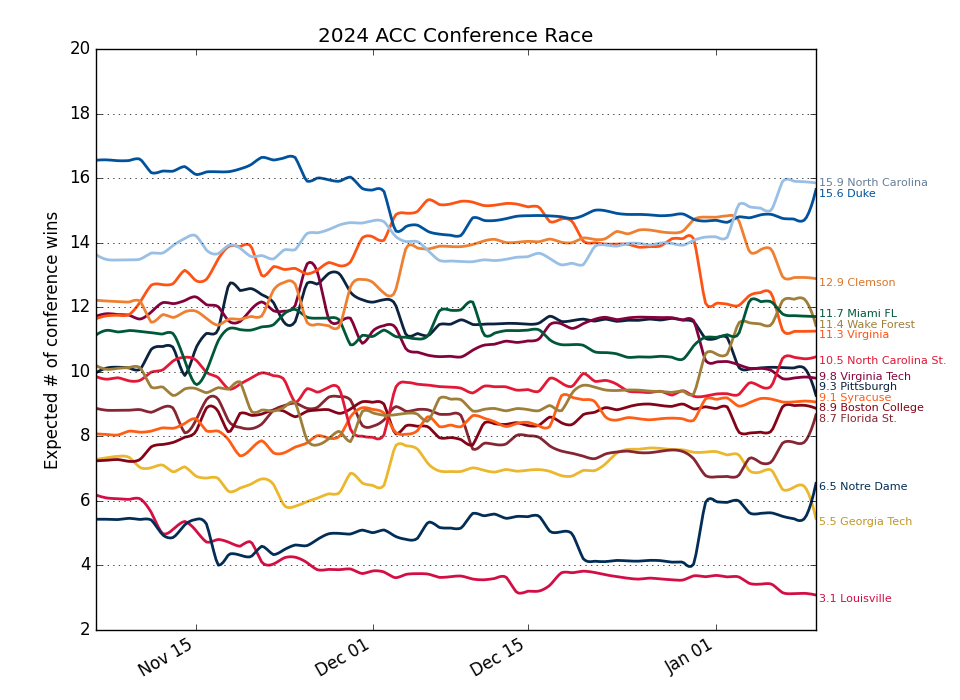 2024 ACC Conference Race
Expected # of conference wins
20
18
16
14
12
10
8
6
4
2
Nov 15
Dec 01
Dec 15
Jan 01
15.9 North Carolina
15.6 Duke
12.9 Clemson
11.7 Miami FL
11.4 Wake Forest
11.3 Virginia
10.5 North Carolina St.
9.8 Virginia Tech
9.3 Pittsburgh
9.1 Syracuse
8.9 Boston College
8.7 Florida St.
6.5 Notre Dame
5.5 Georgia Tech
3.1 Louisville